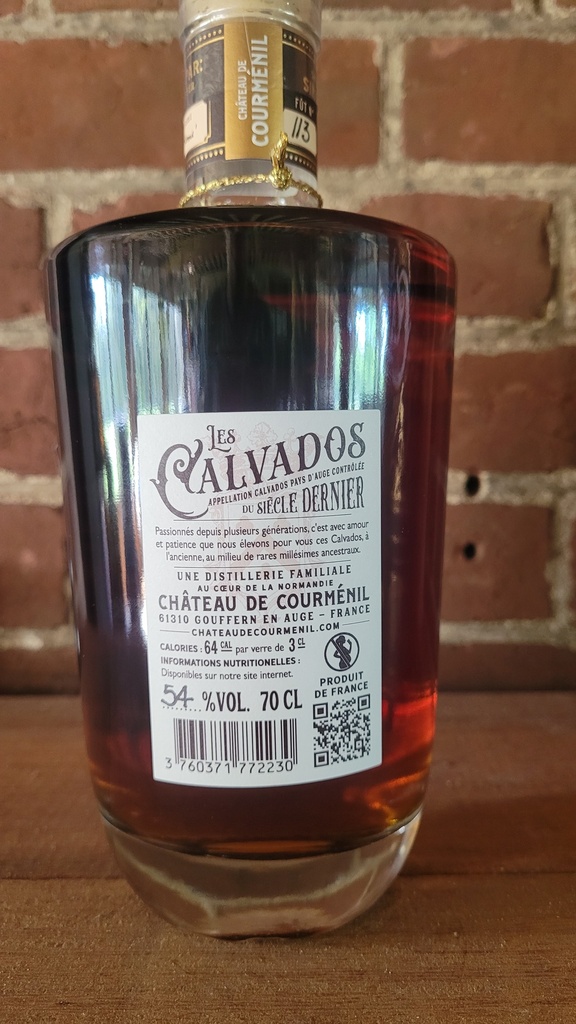 CHÂTEAU DE
COURMÉNIL
FÛT N°
113
LES
CALVADOS
APPELLATION CALVADOS PAYS D'AUGE CONTRÔLÉE
DU SIÈCLE DERNIER
Passionnés depuis plusieurs générations, c'est avec amour
et patience que nous élevons pour vous ces Calvados, à
l'ancienne, au milieu de rares millésimes ancestraux.
UNE DISTILLERIE FAMILIALE
AU CŒUR DE LA NORMANDIE
CHÂTEAU DE COURMÉNIL
61310 GOUFFERN EN AUGE – FRANCE
CHATEAUDECOURMENIL.COM
CALORIES : 64 CAL par verre de 3 CL
INFORMATIONS NUTRITIONELLES :
Disponibles sur notre site internet.
PRODUIT
DE FRANCE
54 %VOL. 70 CL
3 760371 772230